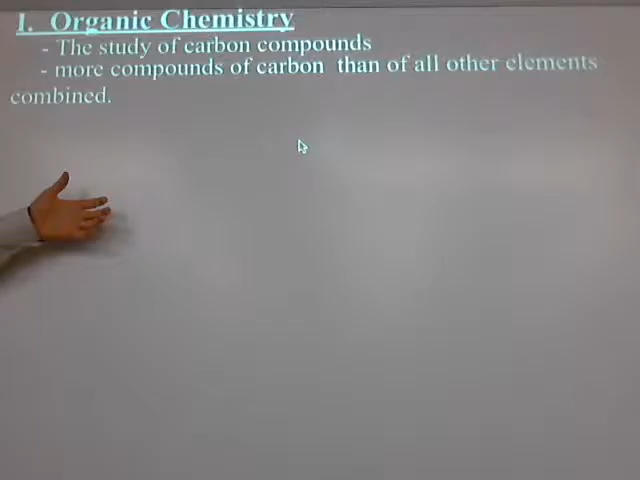 I. Organic Chemistry
- The study of carbon compounds
- more compounds of carbon than of all other elements
combined.